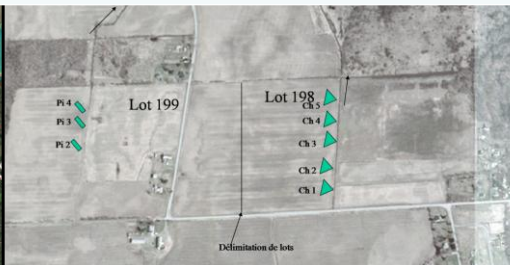 Pi 4
Lot 199
Lot 198
Ch 5
Pi 3
Ch 4
Pi 2
Ch 3
Ch 2
Ch 1
Délimitation de lots